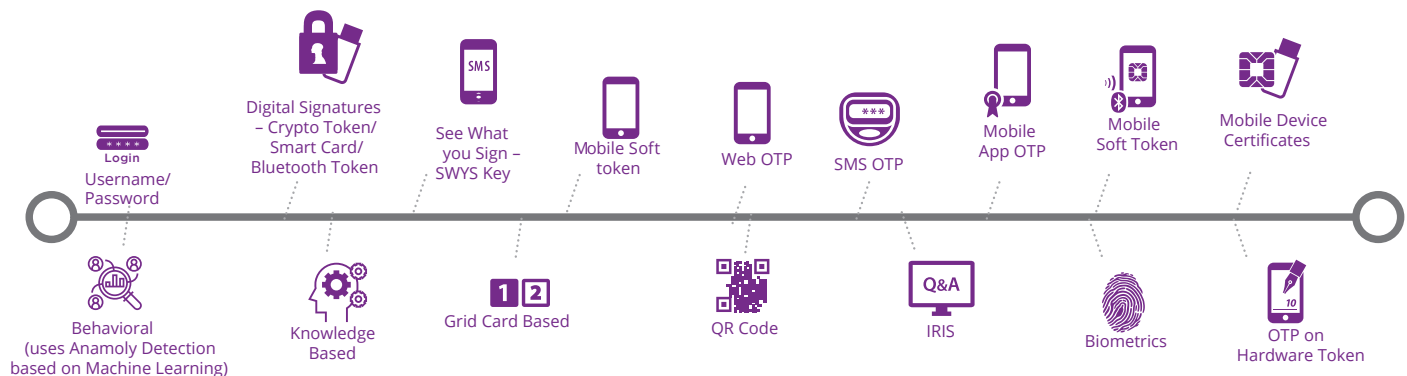 * * * *
Login
Username/
Password
Digital Signatures
– Crypto Token/
Smart Card/
Bluetooth Token
SMS
See What
you Sign –
SWYS Key
Mobile Soft
token
Web OTP
***
SMS OTP
Mobile
App OTP
Mobile
Soft Token
Mobile Device
Certificates
Behavioral
(uses Anamoly Detection
based on Machine Learning)
Knowledge
Based
1 2
Grid Card Based
QR Code
Q&A
IRIS
Biometrics
10
OTP on
Hardware Token